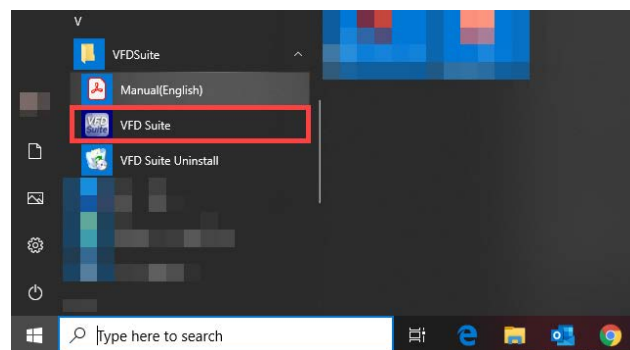 V
VFDSuite
Manual(English)
VFD Suite
VFD Suite Uninstall
Type here to search